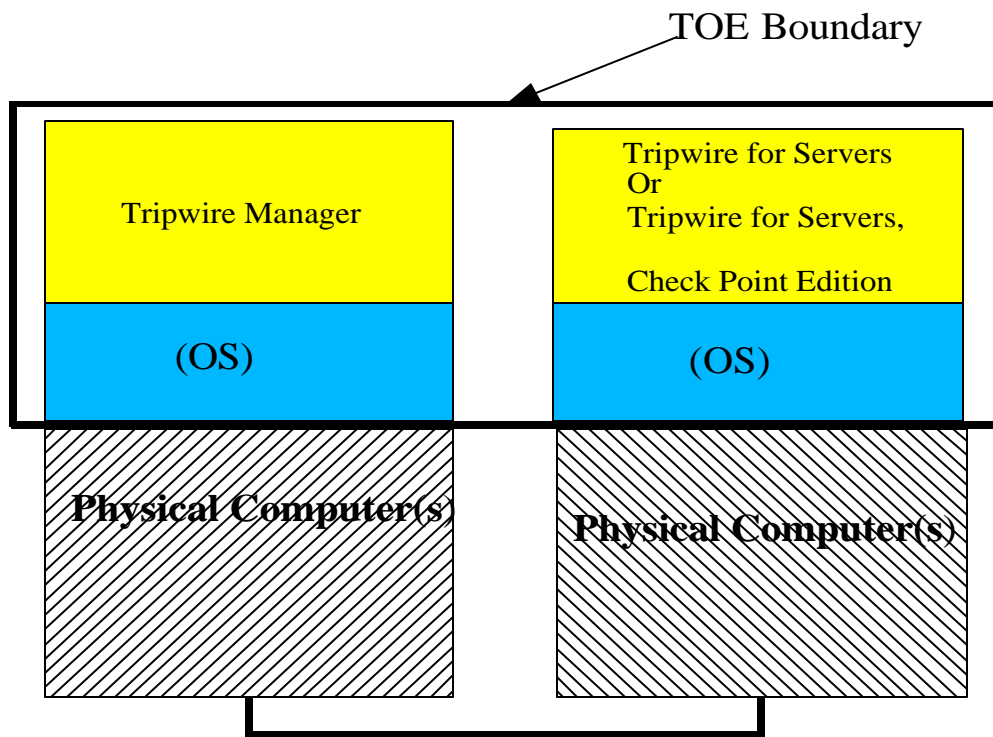 TOE Boundary
Tripwire Manager
Tripwire for Servers
Or
Tripwire for Servers,
Check Point Edition
(OS)
(OS)
Physical Computer(s)
Physical Computer(s)